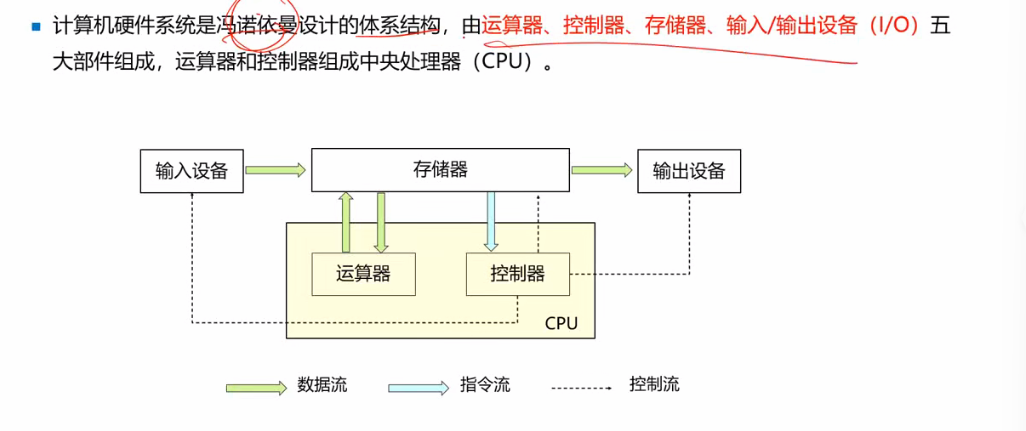 计算机硬件系统是冯诺依曼设计的体系结构，由运算器、控制器、存储器、输入/输出设备（I/O）五
大部件组成，运算器和控制器组成中央处理器（CPU）。
输入设备
存储器
输出设备
运算器
控制器
CPU
数据流
指令流
控制流